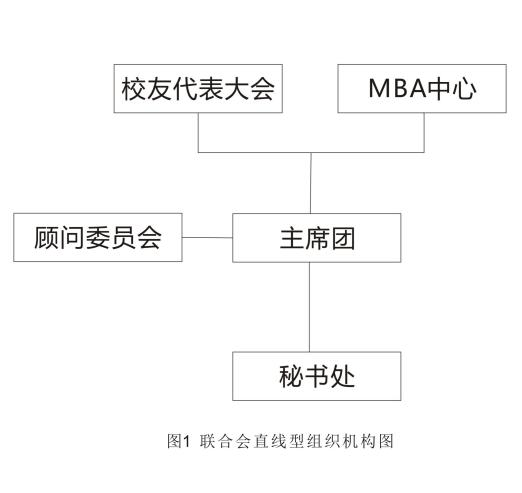 校友代表大会
MBA中心
顾问委员会
主席团
秘书处
图1 联合会直线型组织机构图